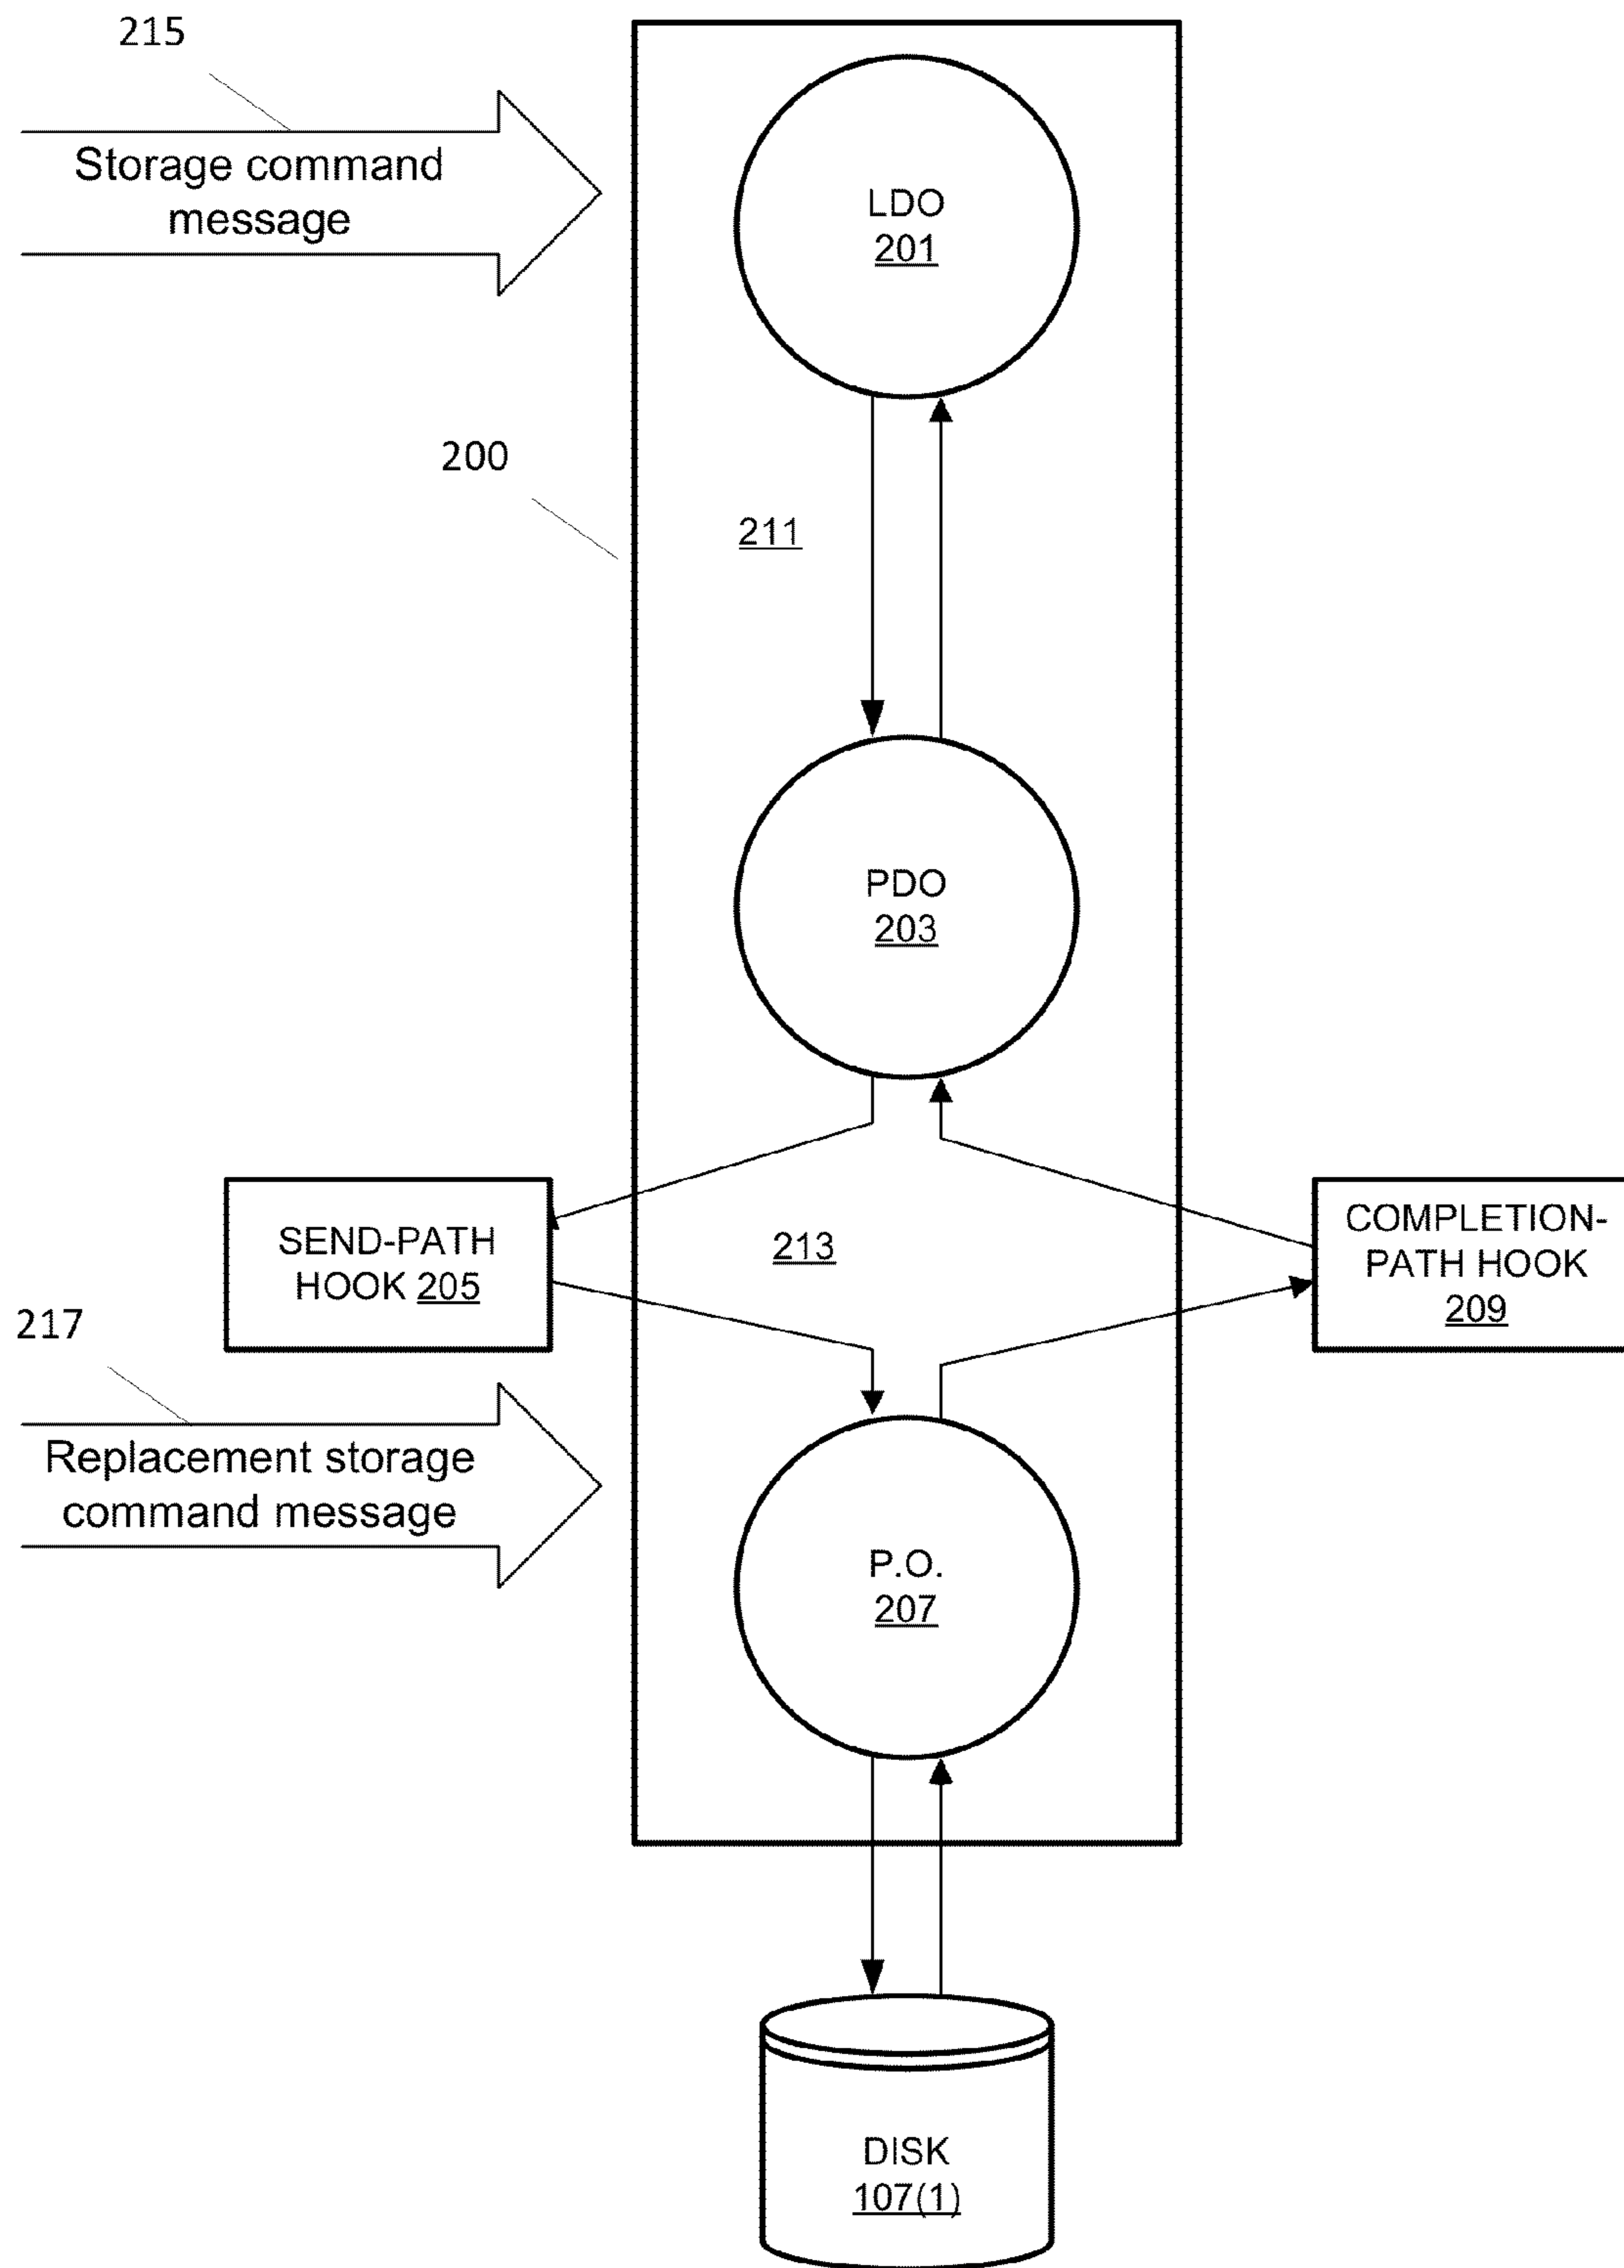 215
Storage command
message
LDO
201
200
211
PDO
203
SEND-PATH
HOOK 205
213
COMPLETION-
PATH HOOK
209
217
Replacement storage
command message
P.O.
207
DISK
107(1)